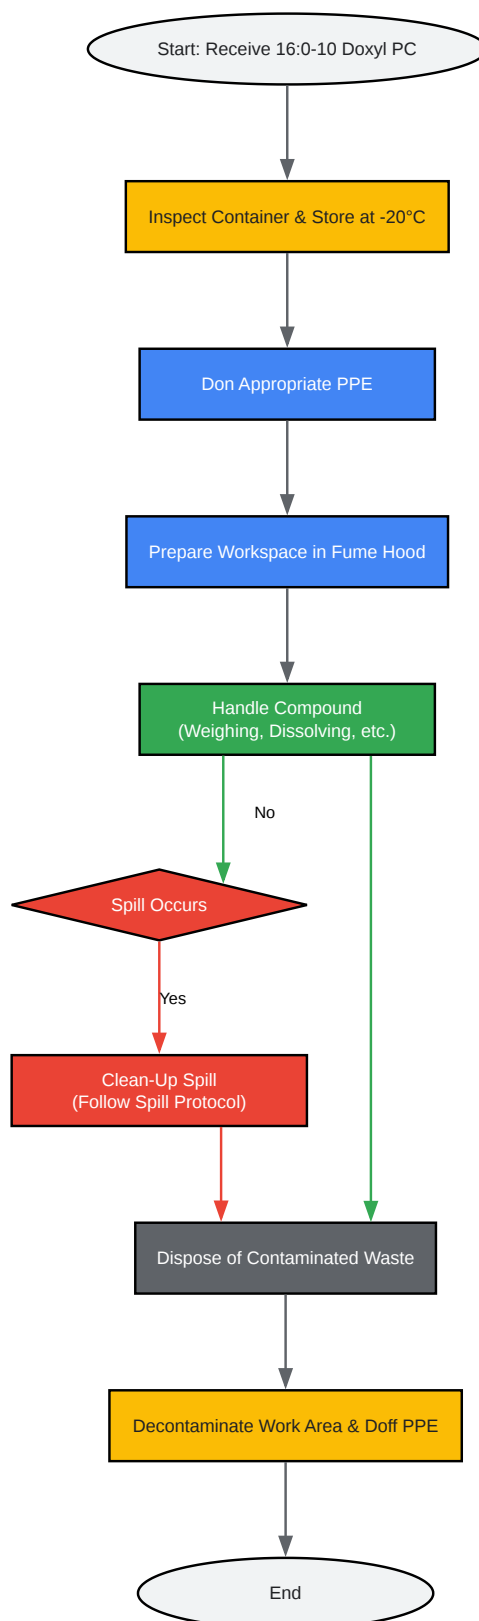 Start: Receive 16:0-10 Doxyl PC
Inspect Container & Store at -20°C
Don Appropriate PPE
Prepare Workspace in Fume Hood
Handle Compound
(Weighing, Dissolving, etc.)
No
Spill Occurs
Yes
Clean-Up Spill
(Follow Spill Protocol)
Dispose of Contaminated Waste
Decontaminate Work Area & Doff PPE
End